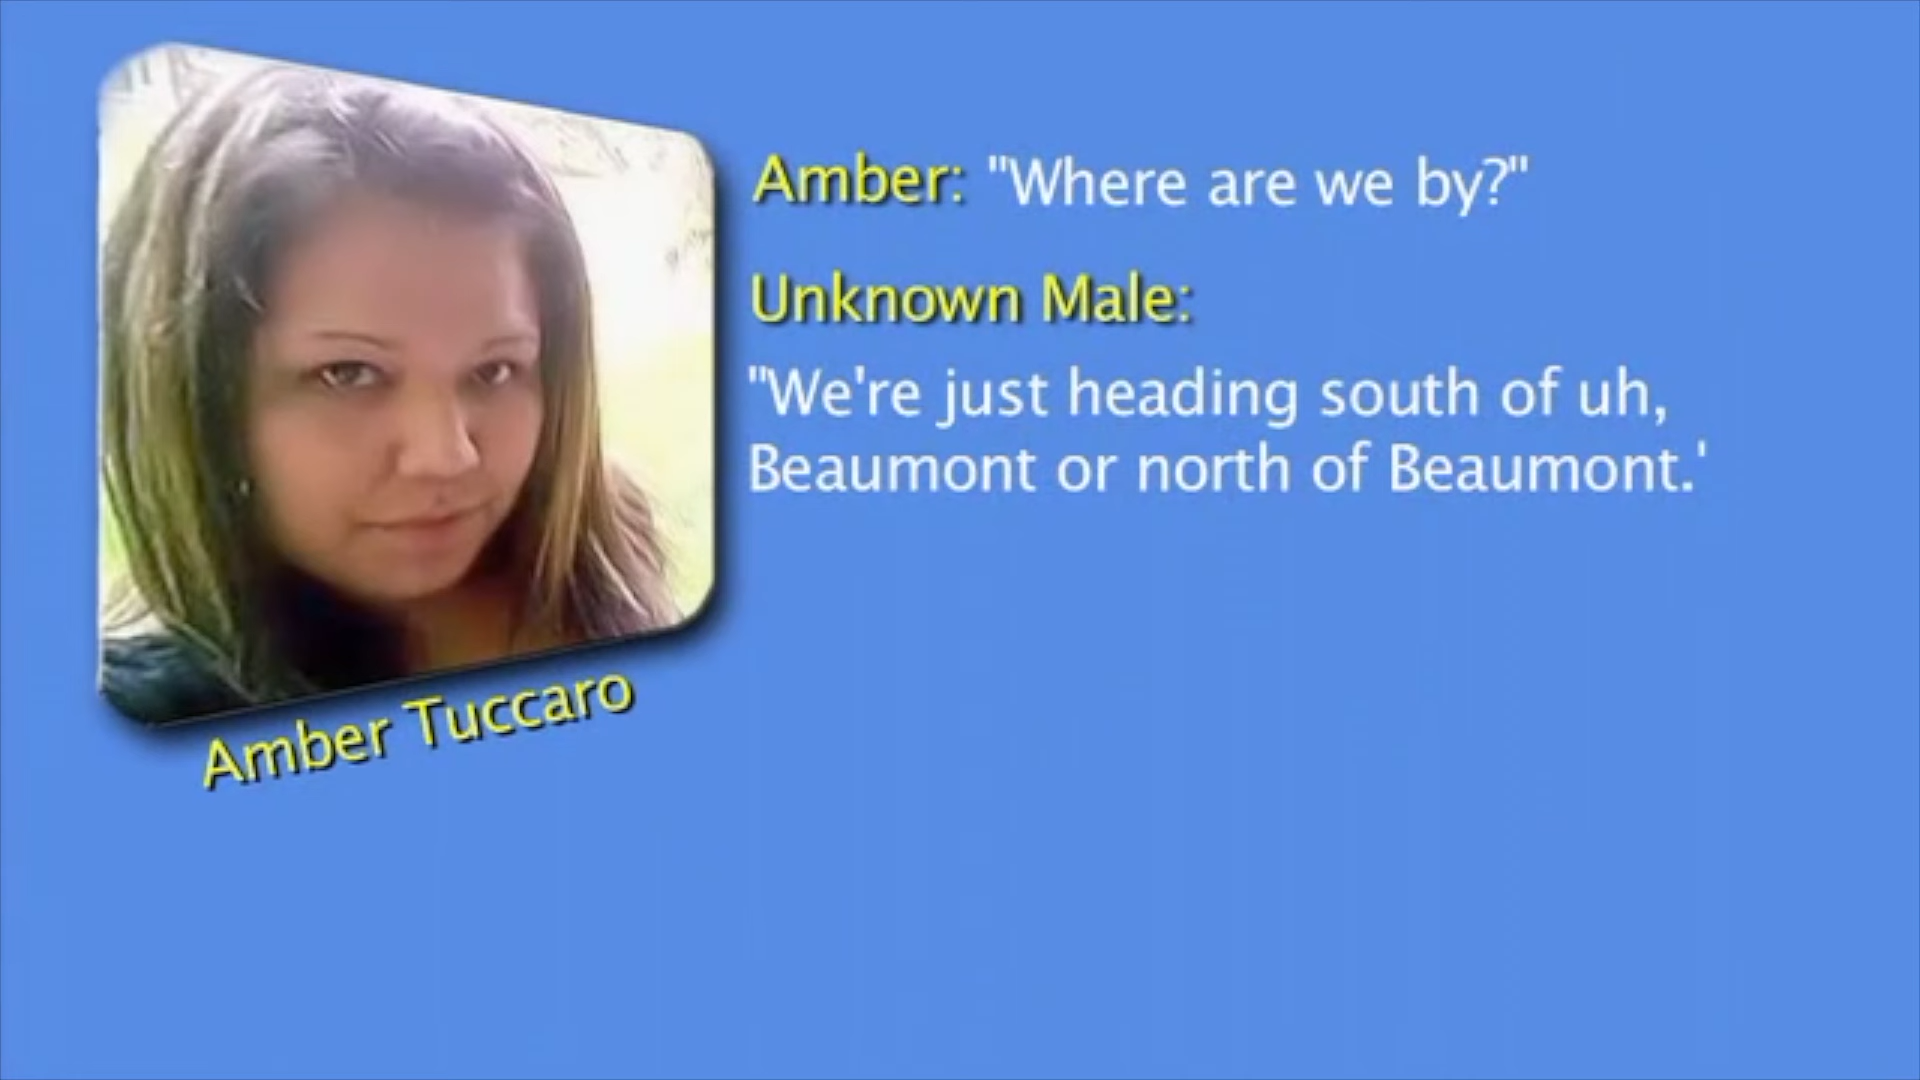 Amber: "Where are we by?"
Unknown Male:
"We're just heading south of uh,
Beaumont or north of Beaumont.'
Amber Tuccaro